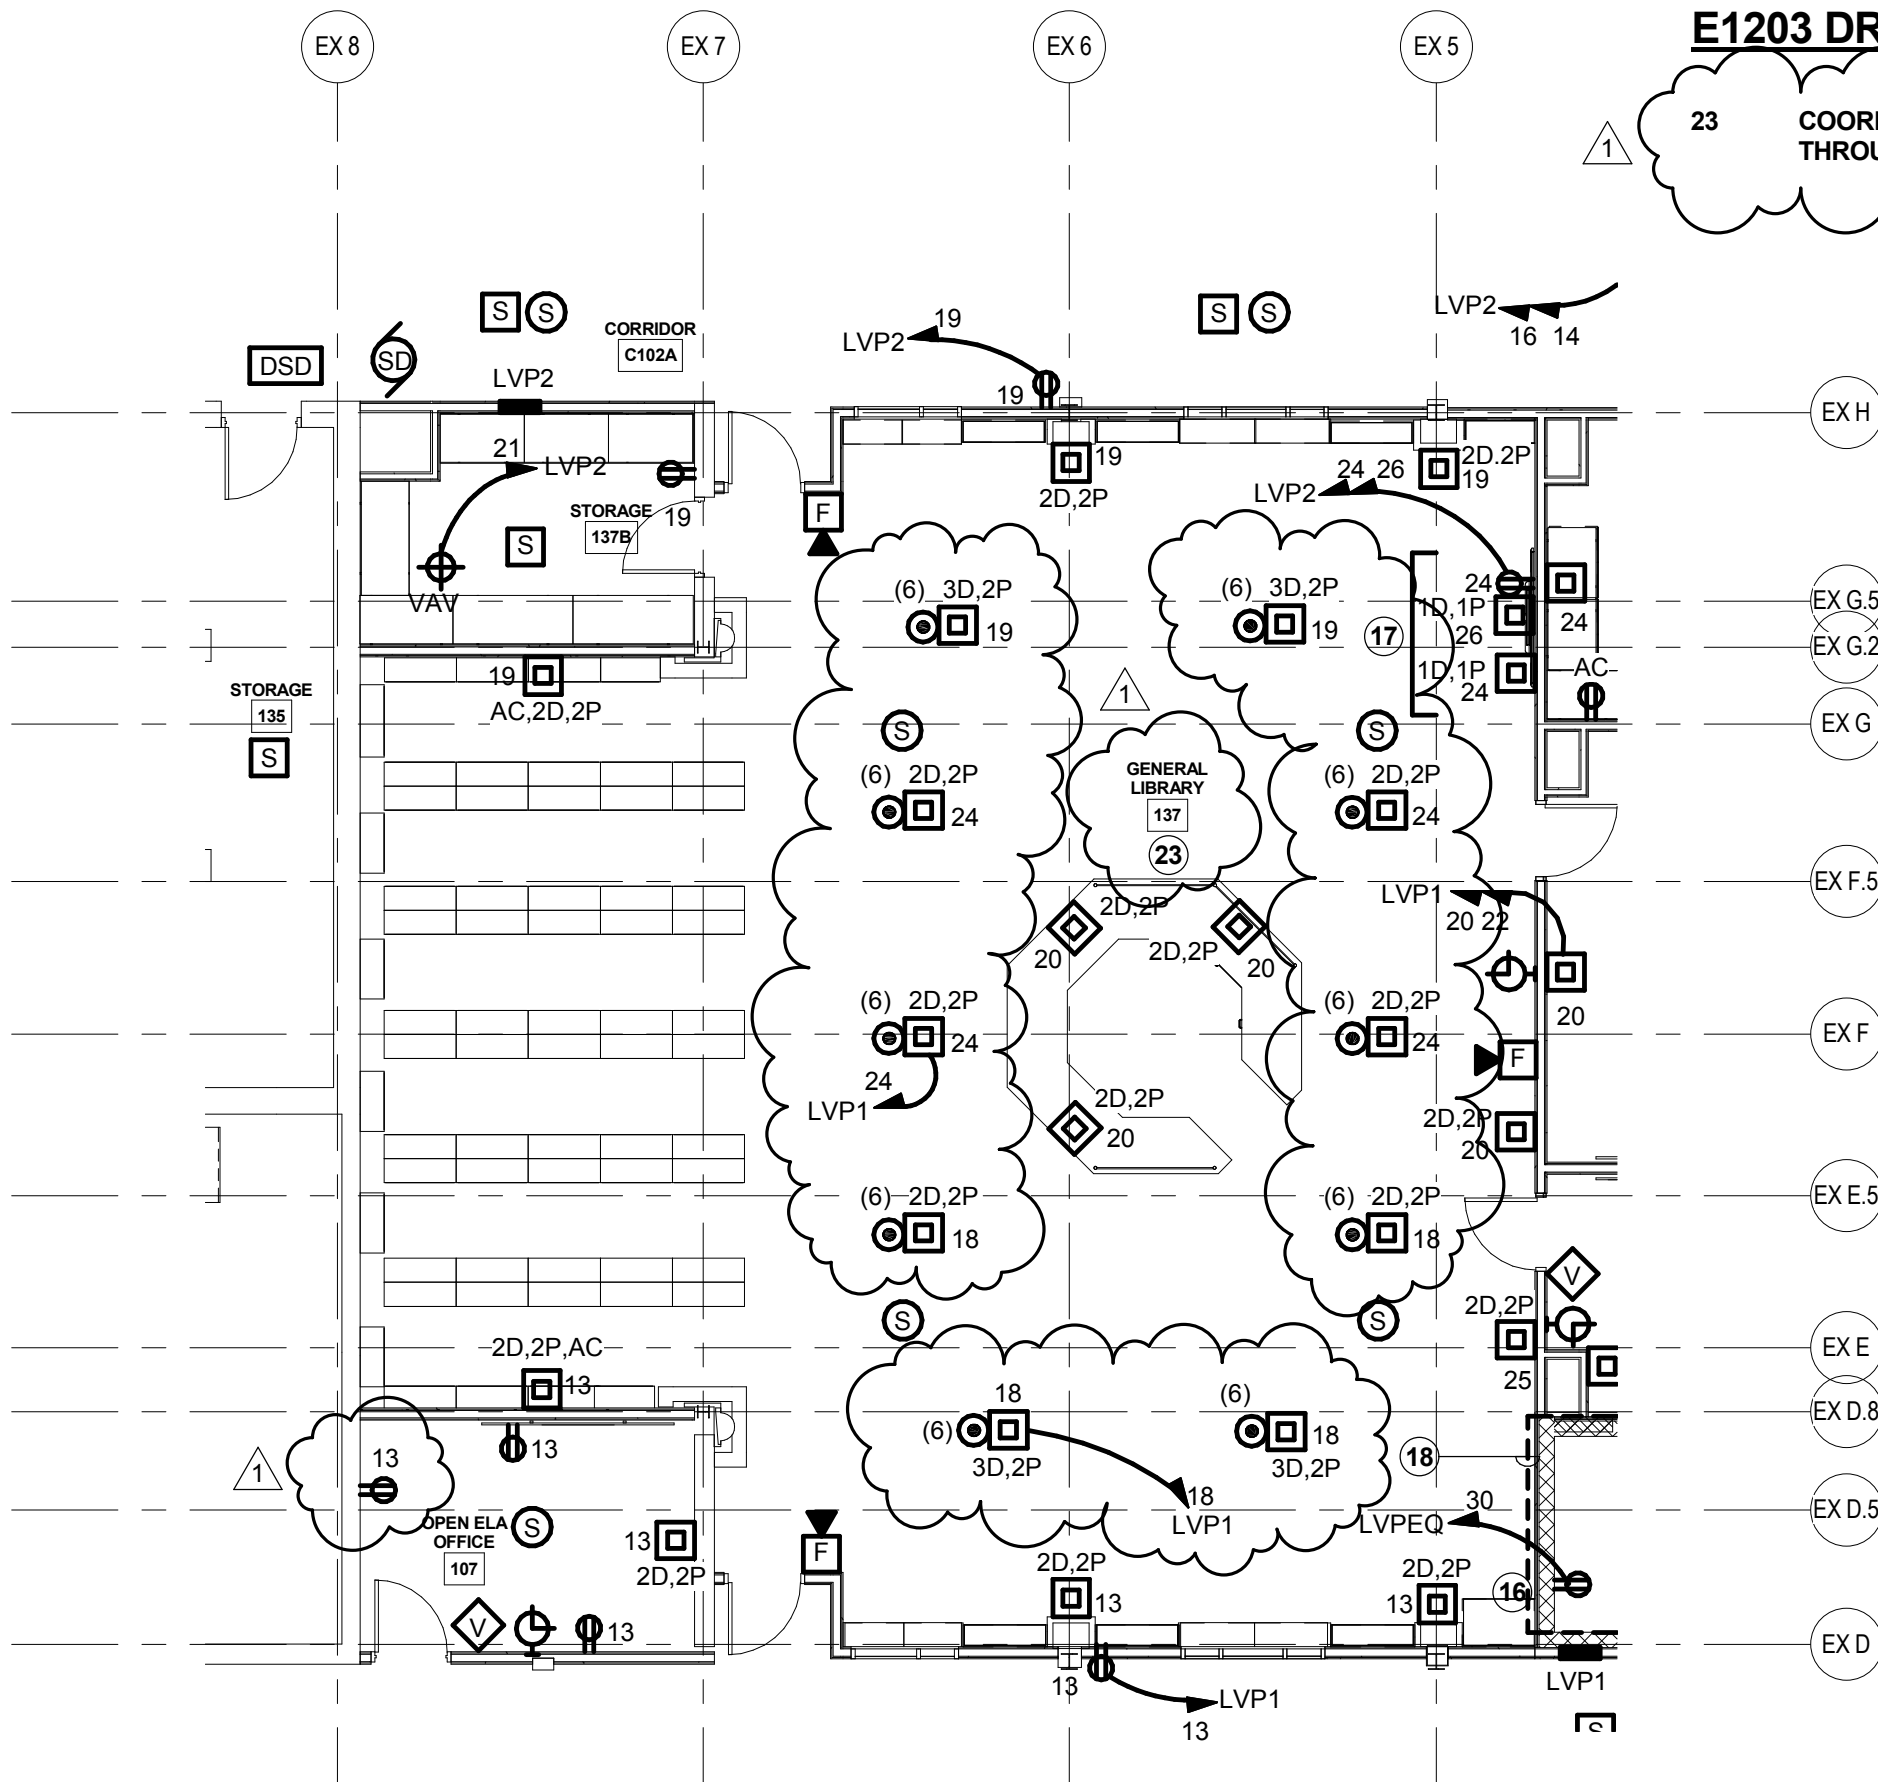 EX 8
EX 7
EX 6
EX 5
E1203 DR
1
23
COORI
THROU
S
S
CORRIDOR
C102A
DSD
SD
LVP2
LVP2
19
19
S
S
LVP2
16 14
EX H
21
LVP2
19
STORAGE
137B
S
VAV
F
19
2D,2P
24 26
LVP2
2D.2P
19
(6) 3D,2P
19
(6) 3D,2P
19
17
24
1D,1P
26
1D,1P
24
24
AC
EX G.5
EX G.2
19
AC,2D,2P
STORAGE
135
S
1
S
S
EX G
GENERAL
LIBRARY
137
23
(6) 2D,2P
24
(6) 2D,2P
24
2D,2P
20
2D,2P
20
LVP1
20 22
20
EX F.5
(6) 2D,2P
24
24
LVP1
(6) 2D,2P
24
F
EX F
2D,2P
20
2D,2P
20
(6) 2D,2P
18
(6) 2D,2P
18
EX E.5
V
S
S
2D,2P
25
EX E
2D,2P,AC
13
18
(6)
3D,2P
(6)
18
3D,2P
18
LVP1
18
EX D.8
1
13
13
OPEN ELA
OFFICE
107
S
13
2D,2P
F
30
LVPEQ
EX D.5
2D,2P
13
2D,2P
13
16
V
13
EX D
13
LVP1
13
LVP1
S